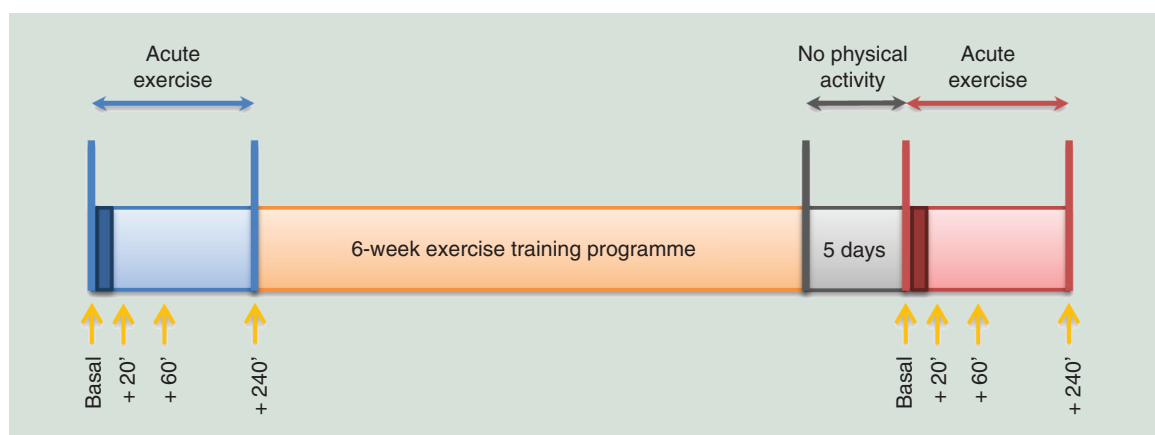 Acute
exercise
No physical
activity
Acute
exercise
6-week exercise training programme
5 days
Basal
+ 20’
+ 60’
+ 240’
Basal
+ 20’
+ 60’
+ 240’